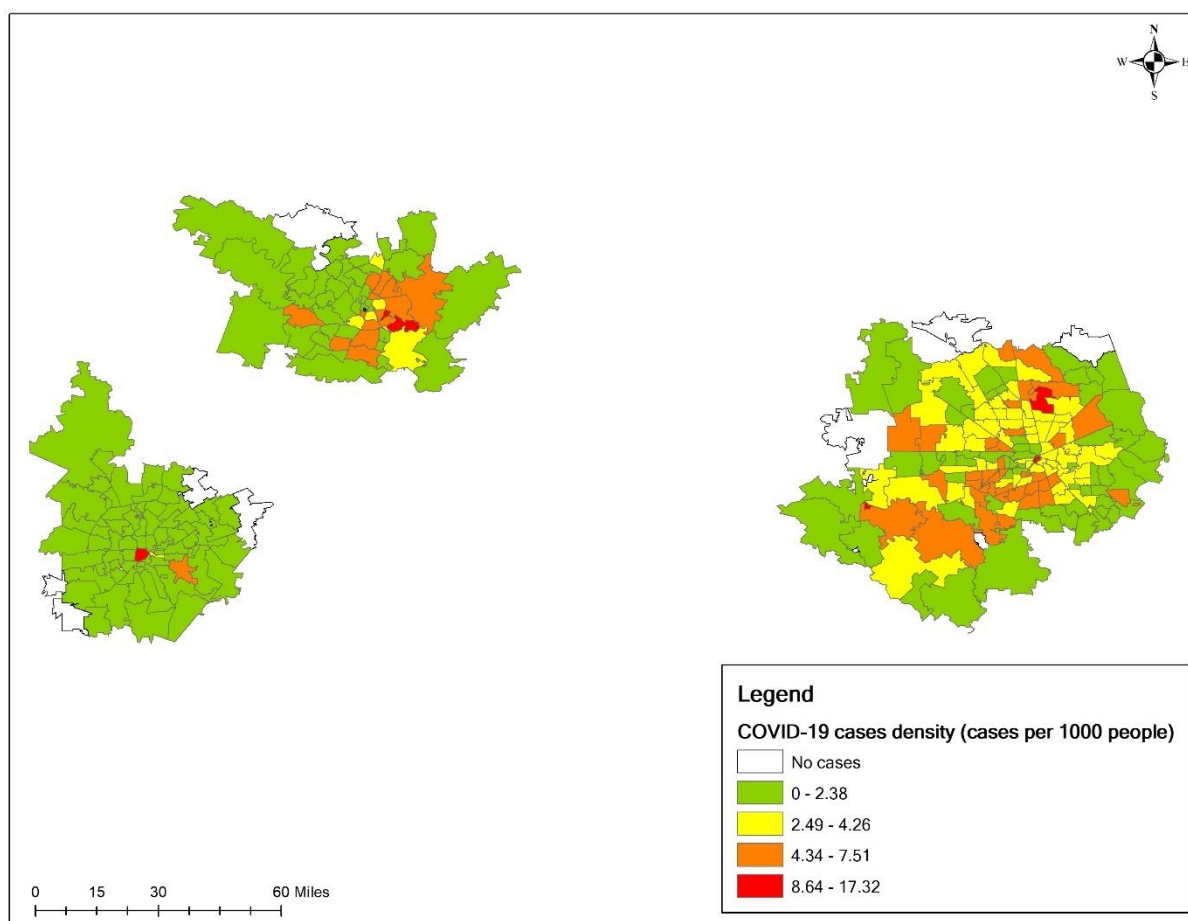 N
W E
S
Legend
COVID-19 cases density (cases per 1000 people)
No cases
0 - 2.38
2.49 - 4.26
4.34 - 7.51
8.64 - 17.32
0 15 30 60 Miles